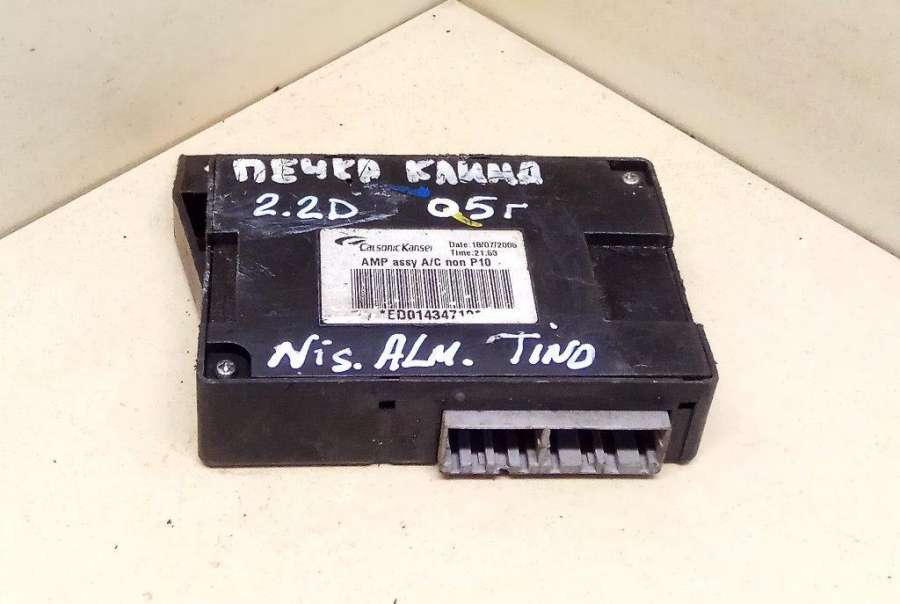 ПЕЧКА КЛИМА
2.2D 05г
Calsonic Kansei
Date: 18/07/2005
Time:21:53
AMP assy A/C non P10
Nis. ALM. TINO